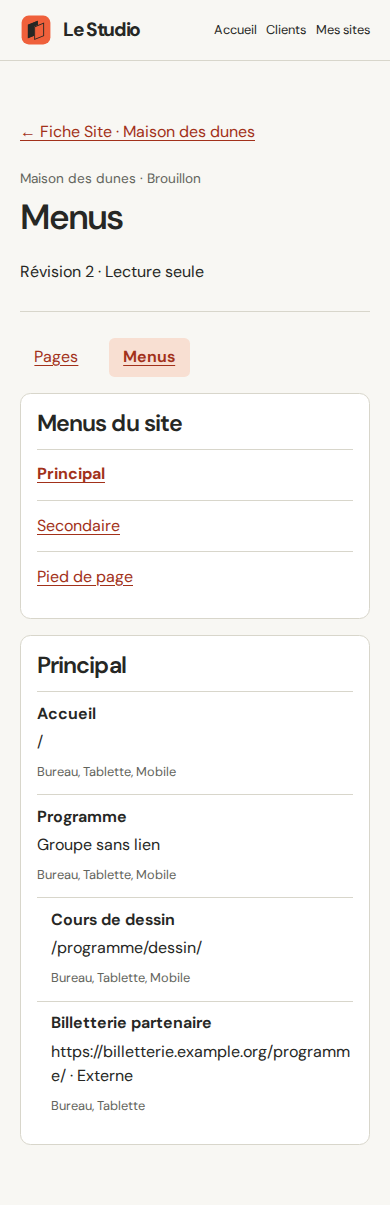 Le Studio
Accueil Clients Mes sites
← Fiche Site · Maison des dunes
Maison des dunes · Brouillon
Menus
Révision 2 · Lecture seule
Pages Menus
Menus du site
Principal
Secondaire
Pied de page
Principal
Accueil
/
Bureau, Tablette, Mobile
Programme
Groupe sans lien
Bureau, Tablette, Mobile
Cours de dessin
/programme/dessin/
Bureau, Tablette, Mobile
Billetterie partenaire
https://billetterie.example.org/programm
e/ · Externe
Bureau, Tablette